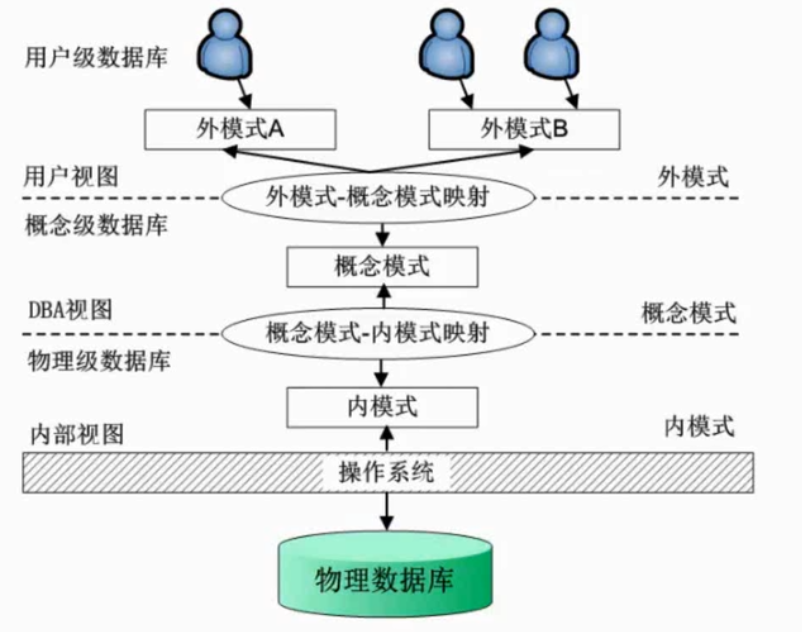 用户级数据库
外模式A
外模式B
用户视图
外模式-概念模式映射
外模式
概念级数据库
概念模式
DBA视图
概念模式-内模式映射
概念模式
物理级数据库
内模式
内部视图
内模式
操作系统
物理数据库